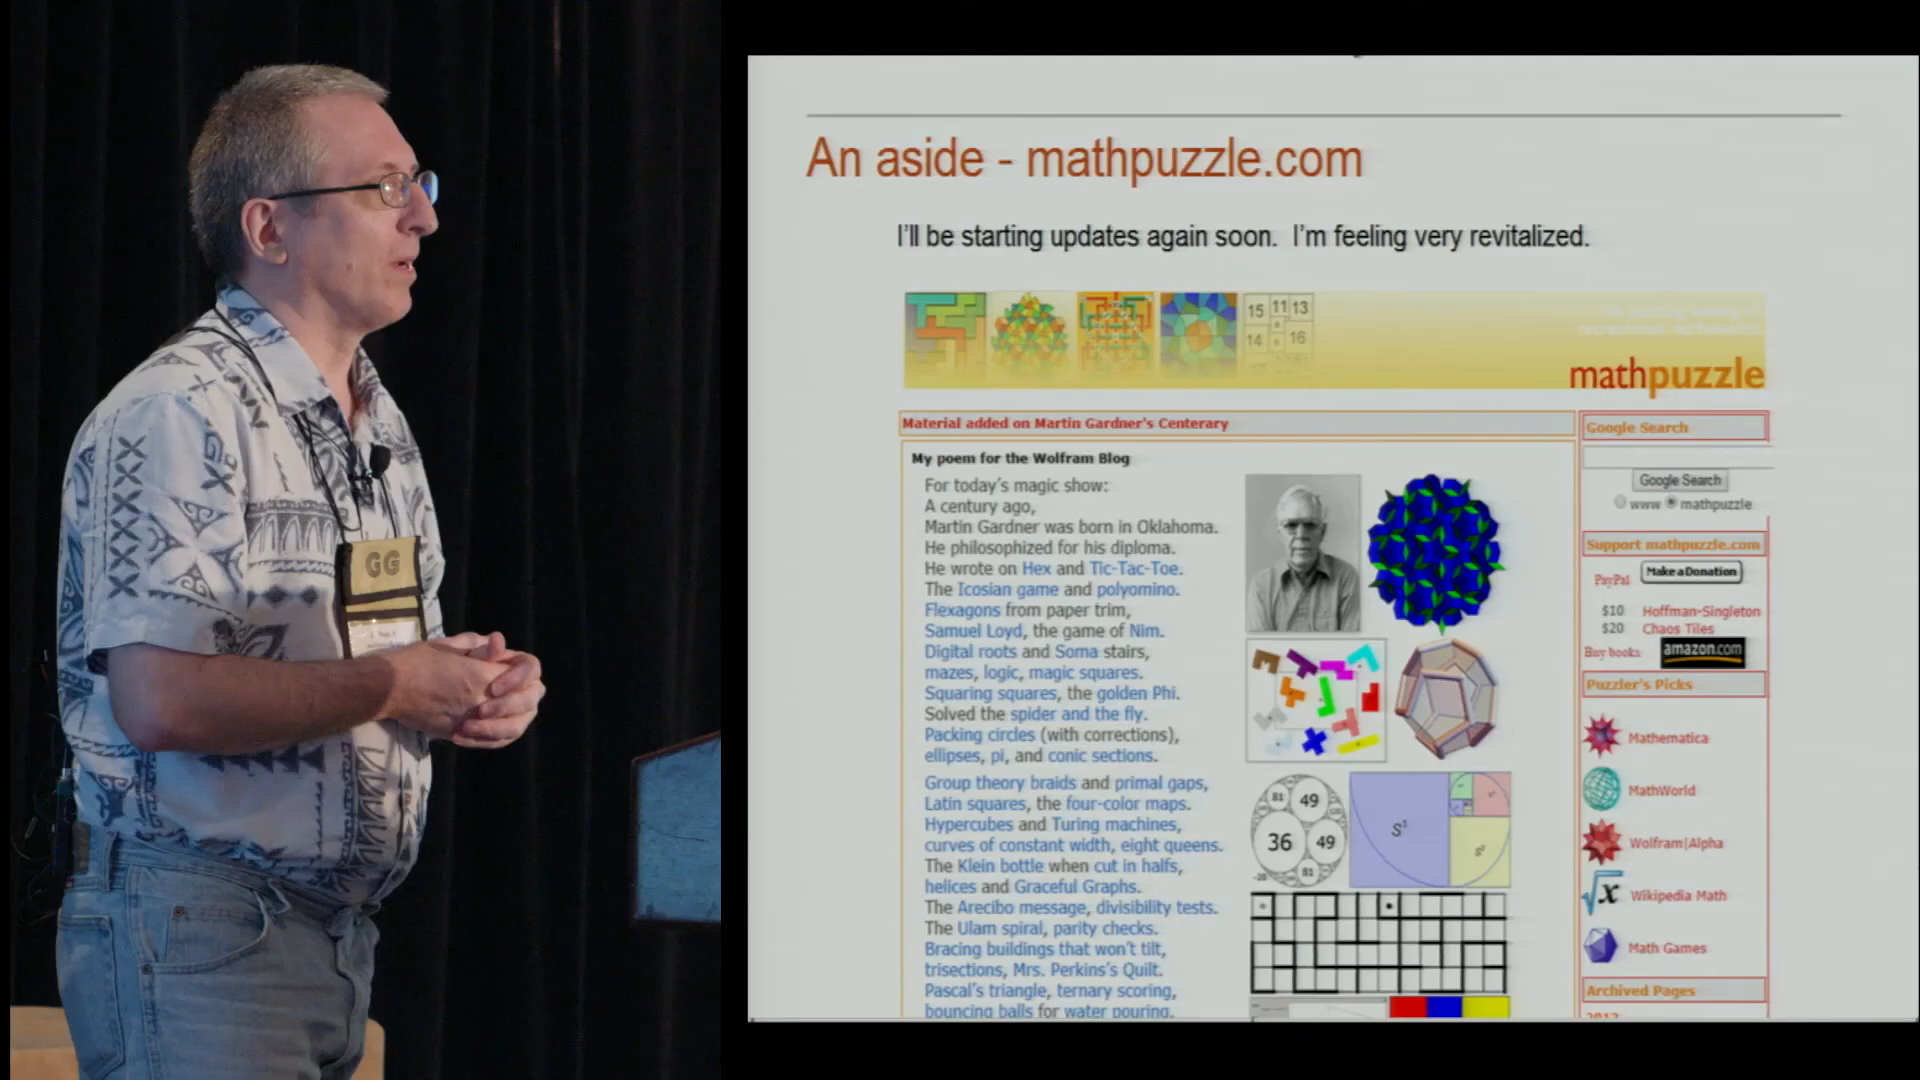 GG
An aside - mathpuzzle.com
I'll be starting updates again soon.  I'm feeling very revitalized.
15 11 13
14 16
mathpuzzle
Material added on Martin Gardner's Centerary
My poem for the Wolfram Blog
For today's magic show:
A century ago,
Martin Gardner was born in Oklahoma.
He philosophized for his diploma.
He wrote on Hex and Tic-Tac-Toe.
The Icosian game and polyomino.
Flexagons from paper trim,
Samuel Loyd, the game of Nim.
Digital roots and Soma stairs,
mazes, logic, magic squares.
Squaring squares, the golden Phi.
Solved the spider and the fly.
Packing circles (with corrections),
ellipses, pi, and conic sections.
Group theory braids and primal gaps,
Latin squares, the four-color maps.
Hypercubes and Turing machines,
curves of constant width, eight queens.
The Klein bottle when cut in halfs,
helices and Graceful Graphs.
The Arecibo message, divisibility tests.
The Ulam spiral, parity checks.
Bracing buildings that won't tilt,
trisections, Mrs. Perkins's Quilt.
Pascal's triangle, ternary scoring,
bouncing balls for water pouring.
81 49
36 49
81
S¹
Google Search
Google Search
www mathpuzzle
Support mathpuzzle.com
PayPal Make a Donation
$10 Hoffman-Singleton
$20 Chaos Tiles
Buy books: amazon.com
Puzzler's Picks
Mathematica
MathWorld
Wolfram|Alpha
x Wikipedia Math
Math Games
Archived Pages